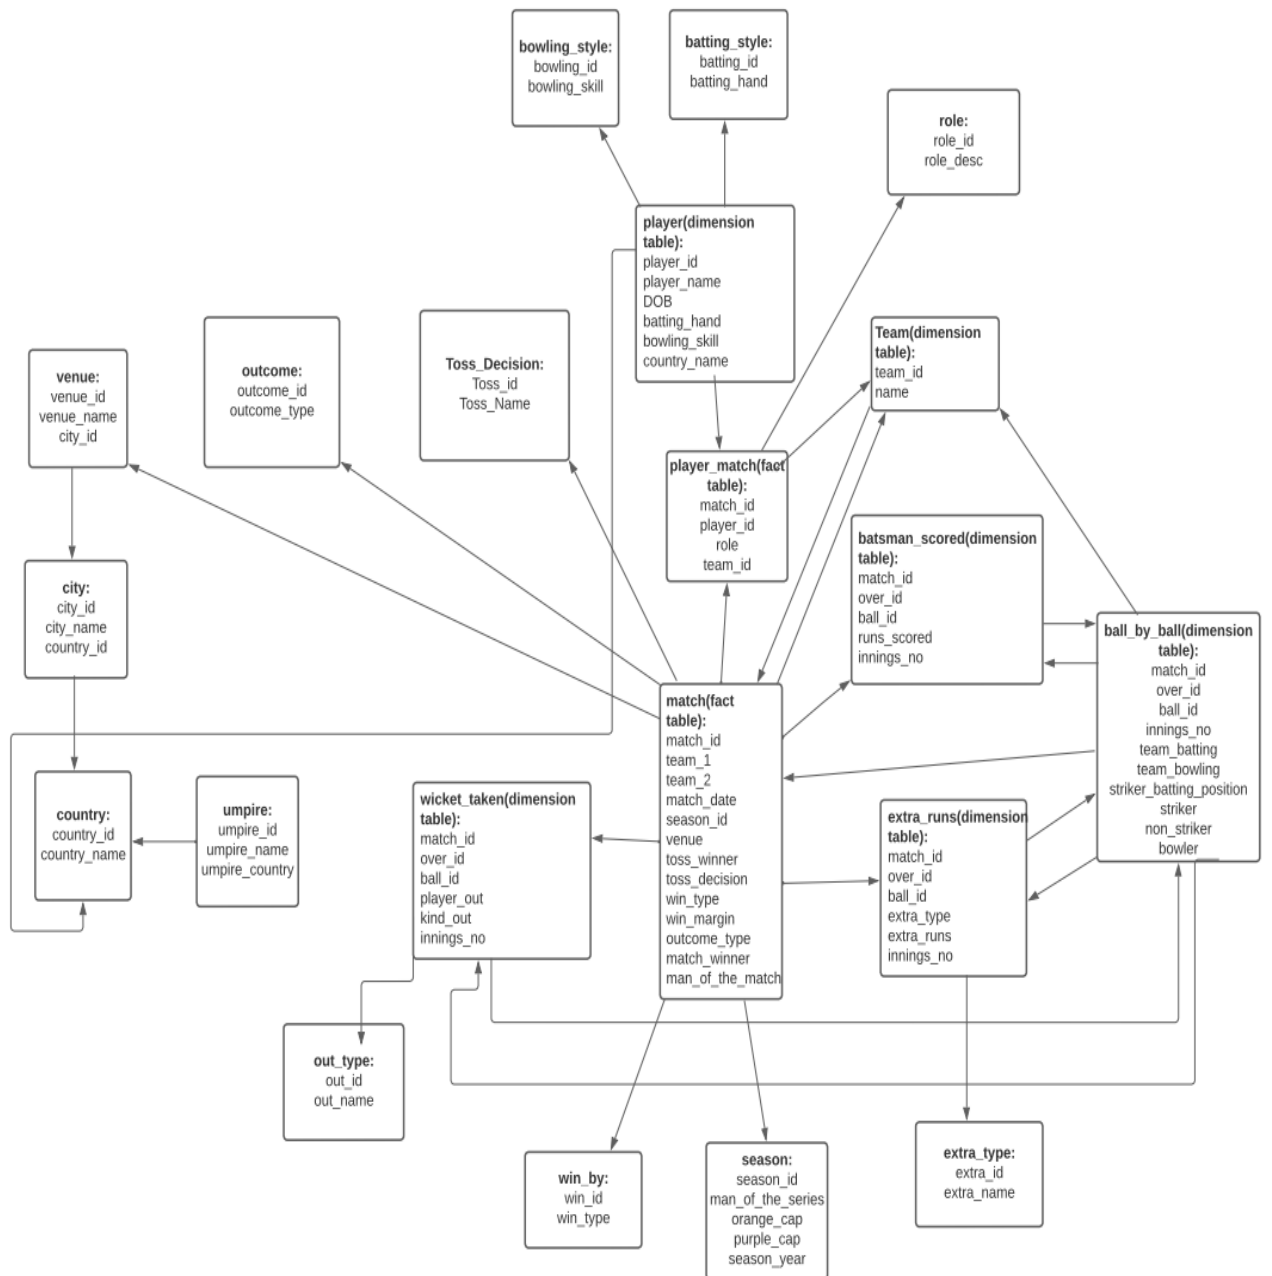 bowling_style:
bowling_id
bowling_skill
batting_style:
batting_id
batting_hand
role:
role_id
role_desc
player(dimension
table):
player_id
player_name
DOB
batting_hand
bowling_skill
country_name
venue:
venue_id
venue_name
city_id
outcome:
outcome_id
outcome_type
Toss_Decision:
Toss_id
Toss_Name
Team(dimension
table):
team_id
name
player_match(fact
table):
match_id
player_id
role
team_id
batsman_scored(dimension
table):
match_id
over_id
ball_id
runs_scored
innings_no
city:
city_id
city_name
country_id
ball_by_ball(dimension
table):
match_id
over_id
ball_id
innings_no
team_batting
team_bowling
striker_batting_position
striker
non_striker
bowler
match(fact
table):
match_id
team_1
team_2
match_date
season_id
venue
toss_winner
toss_decision
win_type
win_margin
outcome_type
match_winner
man_of_the_match
country:
country_id
country_name
umpire:
umpire_id
umpire_name
umpire_country
wicket_taken(dimension
table):
match_id
over_id
ball_id
player_out
kind_out
innings_no
extra_runs(dimension
table):
match_id
over_id
ball_id
extra_type
extra_runs
innings_no
out_type:
out_id
out_name
win_by:
win_id
win_type
season:
season_id
man_of_the_series
orange_cap
purple_cap
season_year
extra_type:
extra_id
extra_name